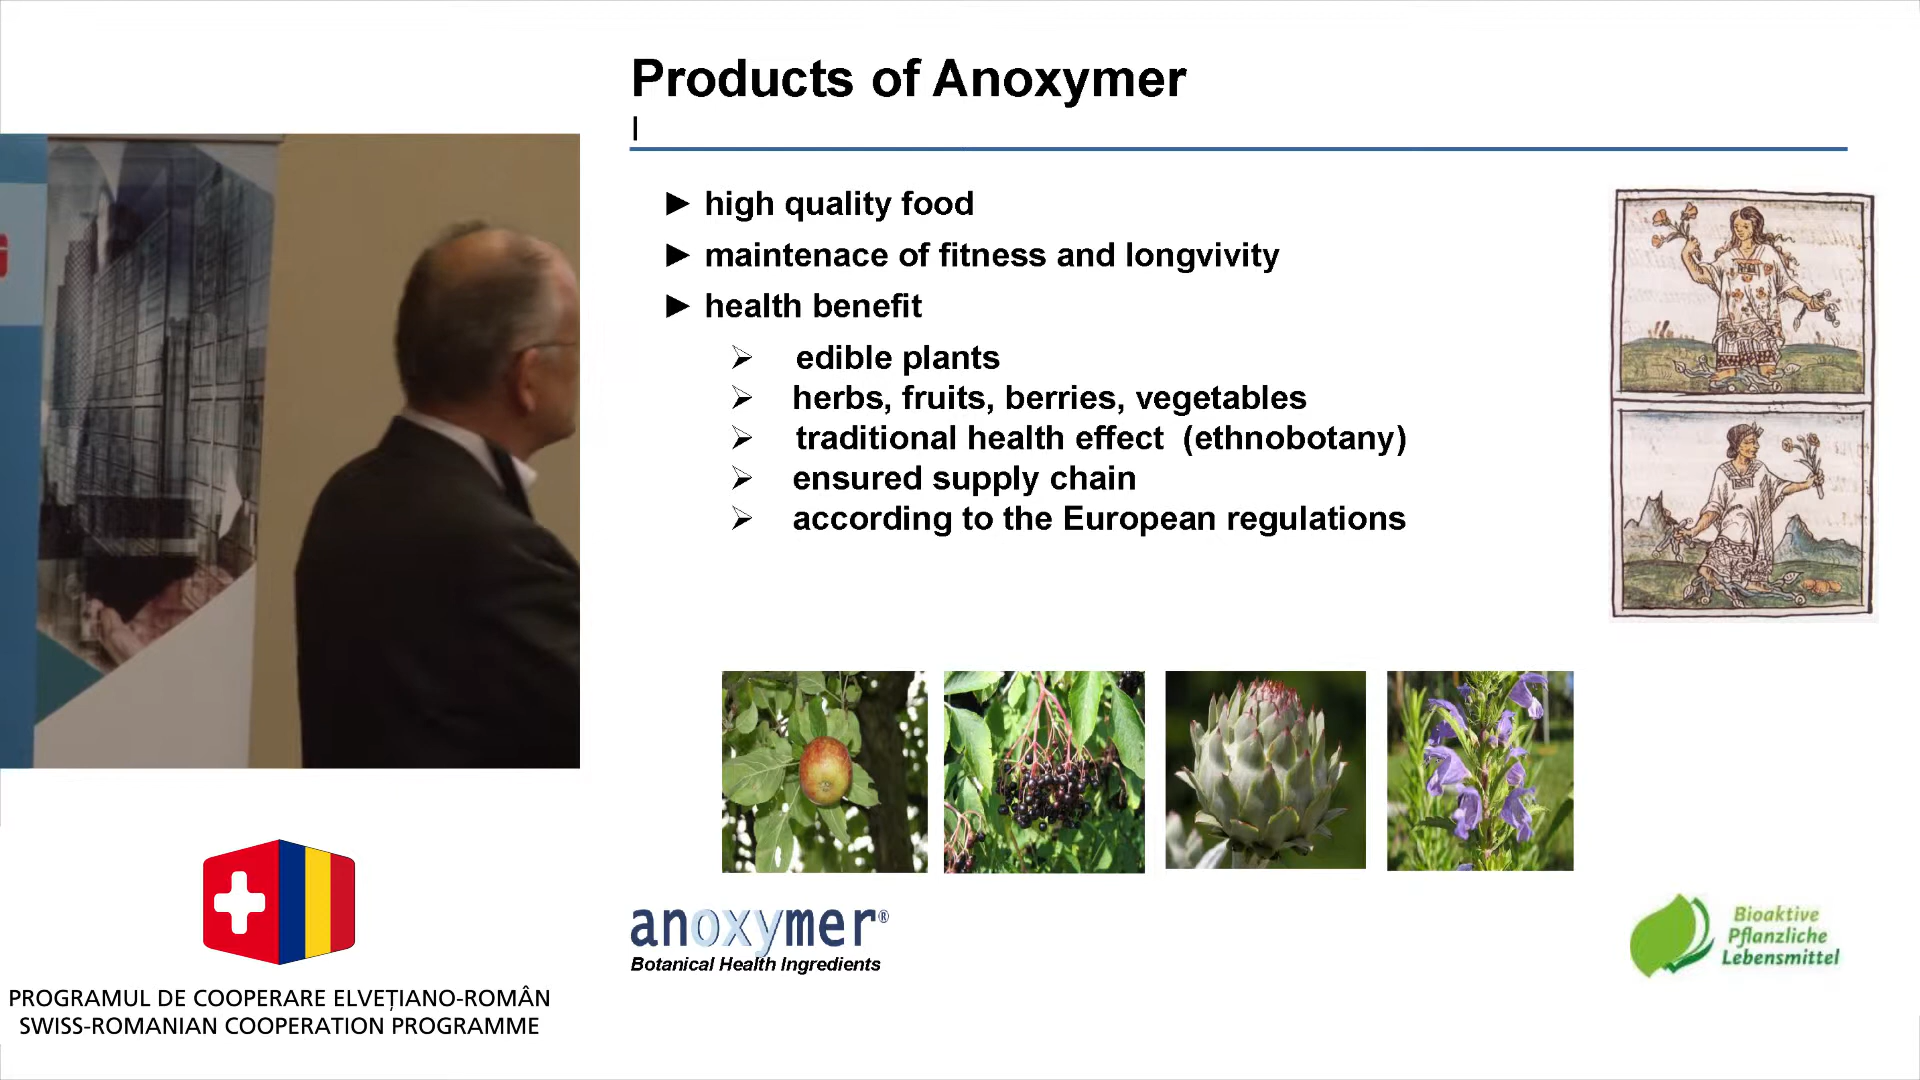 Products of Anoxymer
► high quality food
► maintenace of fitness and longvivity
► health benefit
➢ edible plants
➢ herbs, fruits, berries, vegetables
➢ traditional health effect (ethnobotany)
➢ ensured supply chain
➢ according to the European regulations
anoxymer®
Botanical Health Ingredients
Bioaktive
Pflanzliche
Lebensmittel
PROGRAMUL DE COOPERARE ELVEȚIANO-ROMÂN
SWISS-ROMANIAN COOPERATION PROGRAMME